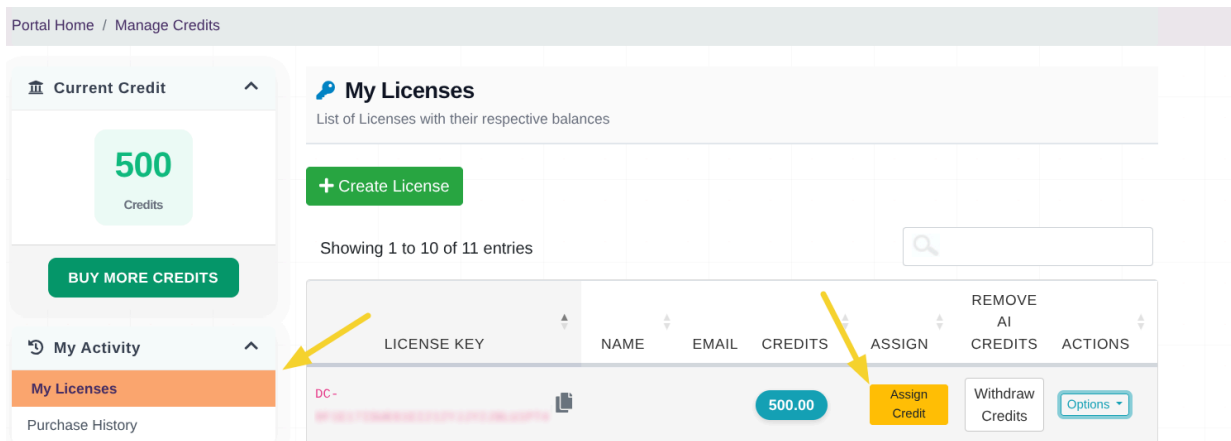 Portal Home / Manage Credits
Current Credit
500
Credits
BUY MORE CREDITS
My Activity
My Licenses
Purchase History
My Licenses
List of Licenses with their respective balances
+ Create License
Showing 1 to 10 of 11 entries
LICENSE KEY NAME EMAIL CREDITS ASSIGN REMOVE AI CREDITS ACTIONS
DC-
500.00
Assign
Credit
Withdraw
Credits
Options